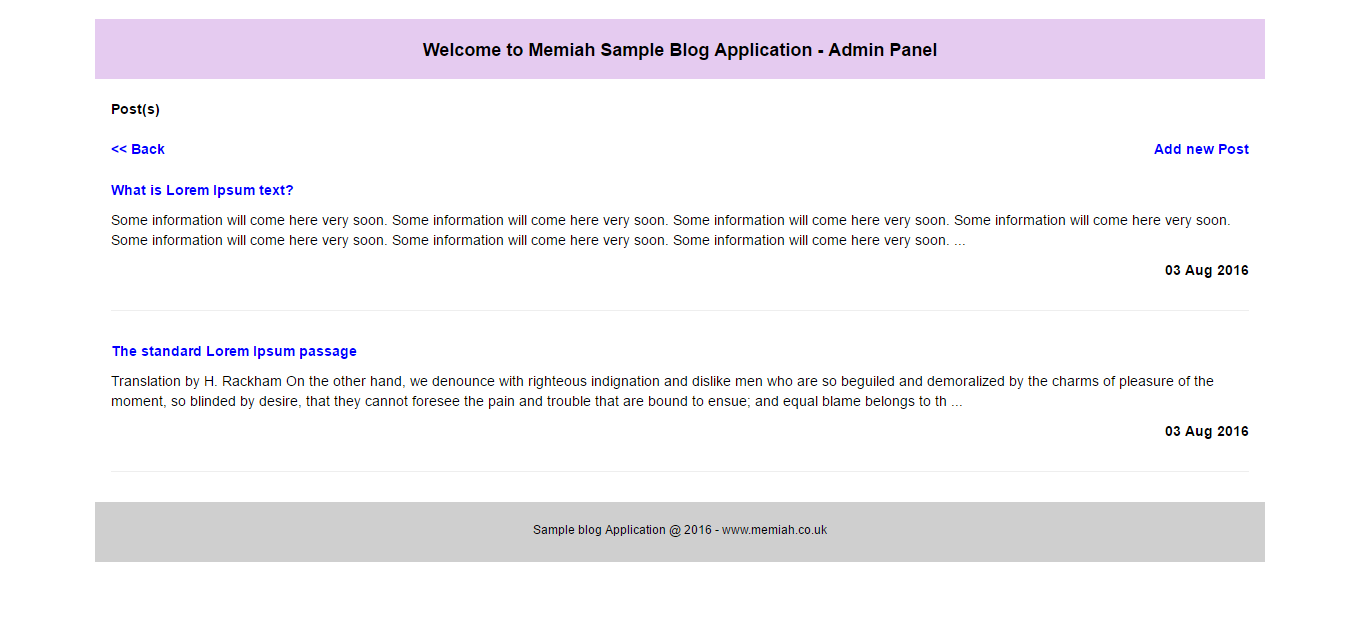 Welcome to Memiah Sample Blog Application - Admin Panel
Post(s)
<< Back
Add new Post
What is Lorem Ipsum text?
Some information will come here very soon. Some information will come here very soon. Some information will come here very soon. Some information will come here very soon.
Some information will come here very soon. Some information will come here very soon. Some information will come here very soon. ...
03 Aug 2016
The standard Lorem Ipsum passage
Translation by H. Rackham On the other hand, we denounce with righteous indignation and dislike men who are so beguiled and demoralized by the charms of pleasure of the
moment, so blinded by desire, that they cannot foresee the pain and trouble that are bound to ensue; and equal blame belongs to th ...
03 Aug 2016
Sample blog Application @ 2016 - www.memiah.co.uk